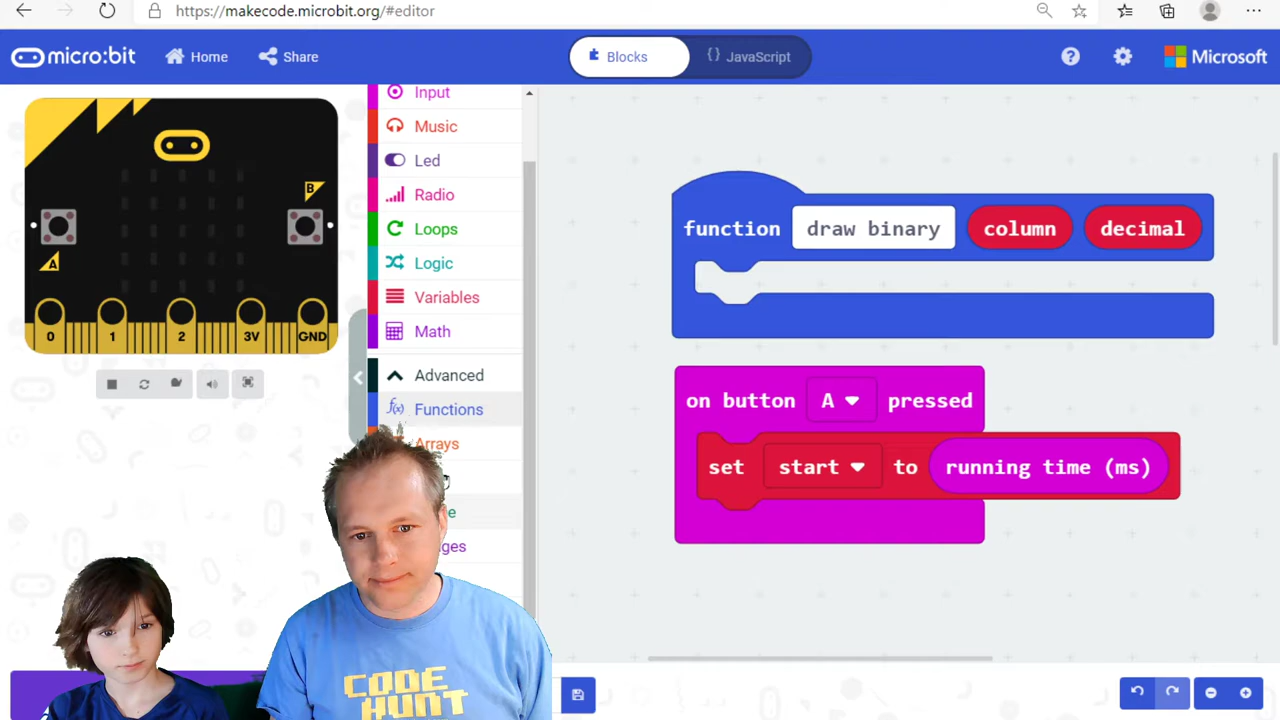 https://makecode.microbit.org/#editor
micro:bit
Home
Share
Blocks
{} JavaScript
?
Microsoft
Input
Music
Led
Radio
Loops
Logic
Variables
Math
Advanced
f(x) Functions
Arrays
A
B
0 1 2 3V GND
function draw binary column decimal
on button A pressed
set start to running time (ms)
CODE
HUNT